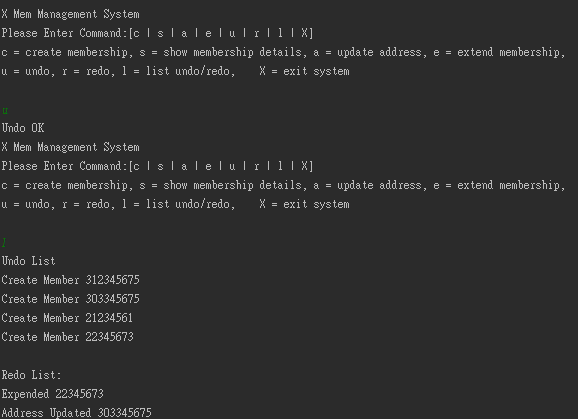 X Mem Management System
Please Enter Command:[c | s | a | e | u | r | l | X]
c = create membership, s = show membership details, a = update address, e = extend membership,
u = undo, r = redo, l = list undo/redo,    X = exit system
u
Undo OK
X Mem Management System
Please Enter Command:[c | s | a | e | u | r | l | X]
c = create membership, s = show membership details, a = update address, e = extend membership,
u = undo, r = redo, l = list undo/redo,    X = exit system
l
Undo List
Create Member 312345675
Create Member 303345675
Create Member 21234561
Create Member 22345673
Redo List:
Expended 22345673
Address Updated 303345675